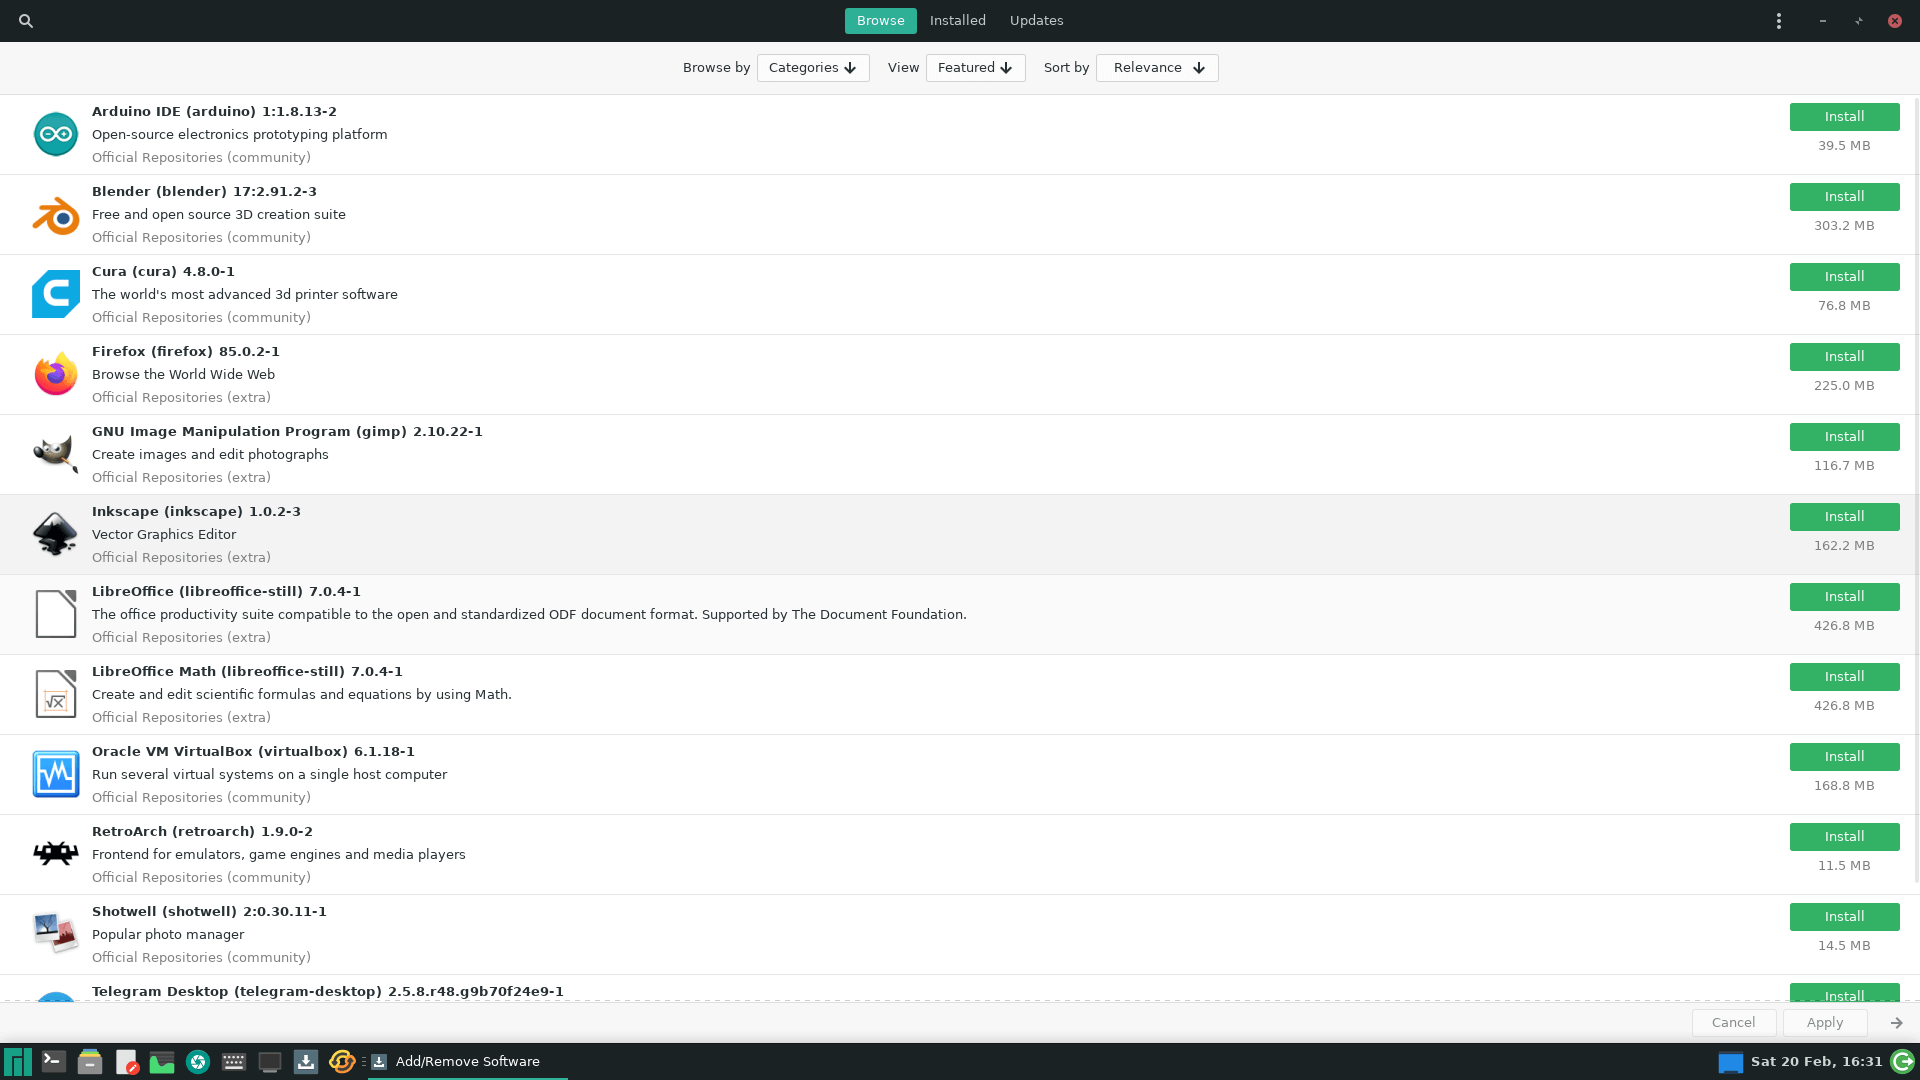 Browse Installed Updates
Browse by Categories View Featured Sort by Relevance
Arduino IDE (arduino) 1:1.8.13-2
Open-source electronics prototyping platform
Official Repositories (community)
Install
39.5 MB
Blender (blender) 17:2.91.2-3
Free and open source 3D creation suite
Official Repositories (community)
Install
303.2 MB
Cura (cura) 4.8.0-1
The world's most advanced 3d printer software
Official Repositories (community)
Install
76.8 MB
Firefox (firefox) 85.0.2-1
Browse the World Wide Web
Official Repositories (extra)
Install
225.0 MB
GNU Image Manipulation Program (gimp) 2.10.22-1
Create images and edit photographs
Official Repositories (extra)
Install
116.7 MB
Inkscape (inkscape) 1.0.2-3
Vector Graphics Editor
Official Repositories (extra)
Install
162.2 MB
LibreOffice (libreoffice-still) 7.0.4-1
The office productivity suite compatible to the open and standardized ODF document format. Supported by The Document Foundation.
Official Repositories (extra)
Install
426.8 MB
LibreOffice Math (libreoffice-still) 7.0.4-1
Create and edit scientific formulas and equations by using Math.
Official Repositories (extra)
Install
426.8 MB
Oracle VM VirtualBox (virtualbox) 6.1.18-1
Run several virtual systems on a single host computer
Official Repositories (community)
Install
168.8 MB
RetroArch (retroarch) 1.9.0-2
Frontend for emulators, game engines and media players
Official Repositories (community)
Install
11.5 MB
Shotwell (shotwell) 2:0.30.11-1
Popular photo manager
Official Repositories (community)
Install
14.5 MB
Telegram Desktop (telegram-desktop) 2.5.8.r48.g9b70f24e9-1
Install
Cancel Apply
Add/Remove Software
Sat 20 Feb, 16:31